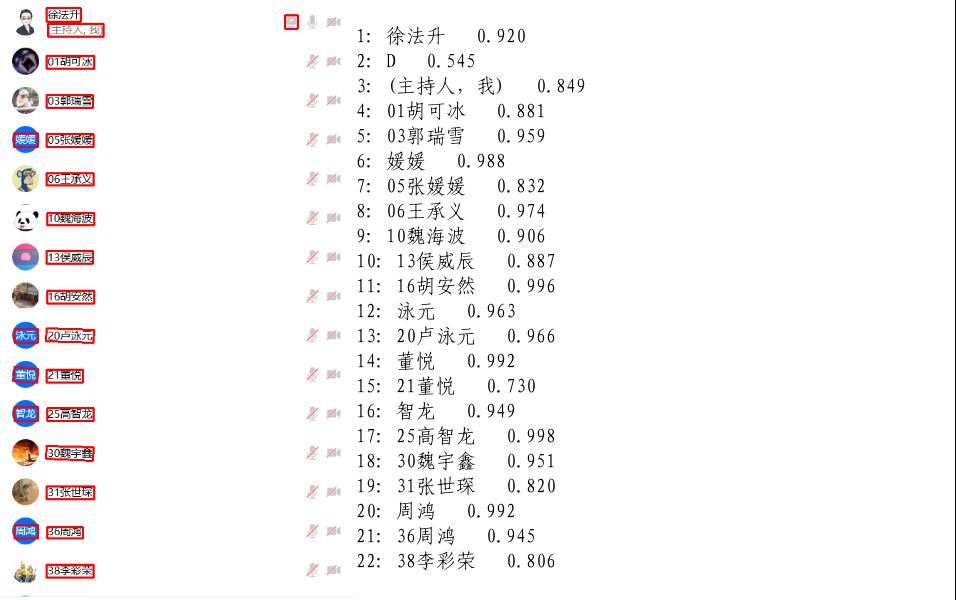 徐法升
(主持人, 我)
01胡可冰
03郭瑞雪
媛媛
05张媛媛
06王承义
10魏海波
13侯威辰
16胡安然
泳元
20卢泳元
董悦
21董悦
智龙
25高智龙
30魏宇鑫
31张世琛
周鸿
36周鸿
38李彩荣
1: 徐法升 0.920
2: D 0.545
3: (主持人, 我) 0.849
4: 01胡可冰 0.881
5: 03郭瑞雪 0.959
6: 媛媛 0.988
7: 05张媛媛 0.832
8: 06王承义 0.974
9: 10魏海波 0.906
10: 13侯威辰 0.887
11: 16胡安然 0.996
12: 泳元 0.963
13: 20卢泳元 0.966
14: 董悦 0.992
15: 21董悦 0.730
16: 智龙 0.949
17: 25高智龙 0.998
18: 30魏宇鑫 0.951
19: 31张世琛 0.820
20: 周鸿 0.992
21: 36周鸿 0.945
22: 38李彩荣 0.806